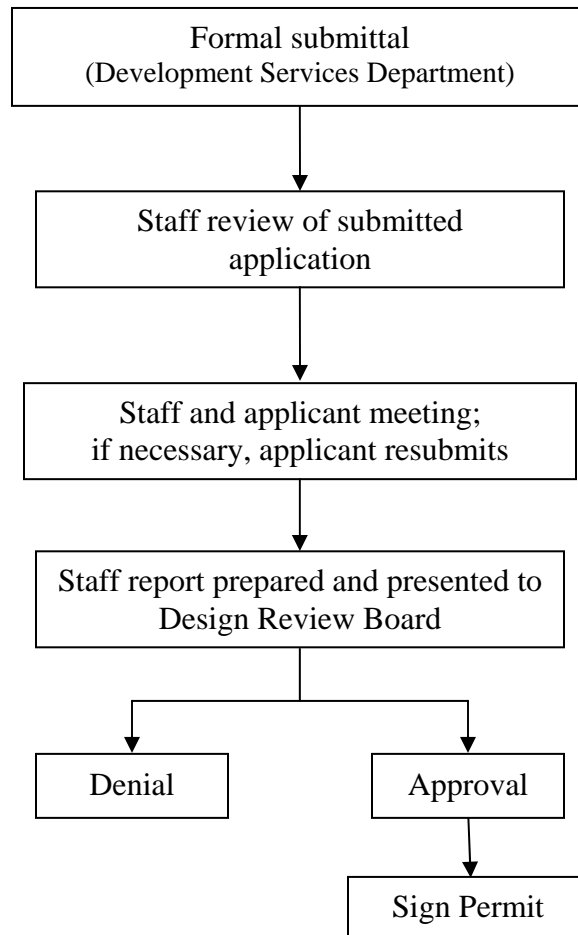 Formal submittal
(Development Services Department)
Staff review of submitted
application
Staff and applicant meeting;
if necessary, applicant resubmits
Staff report prepared and presented to
Design Review Board
Denial
Approval
Sign Permit